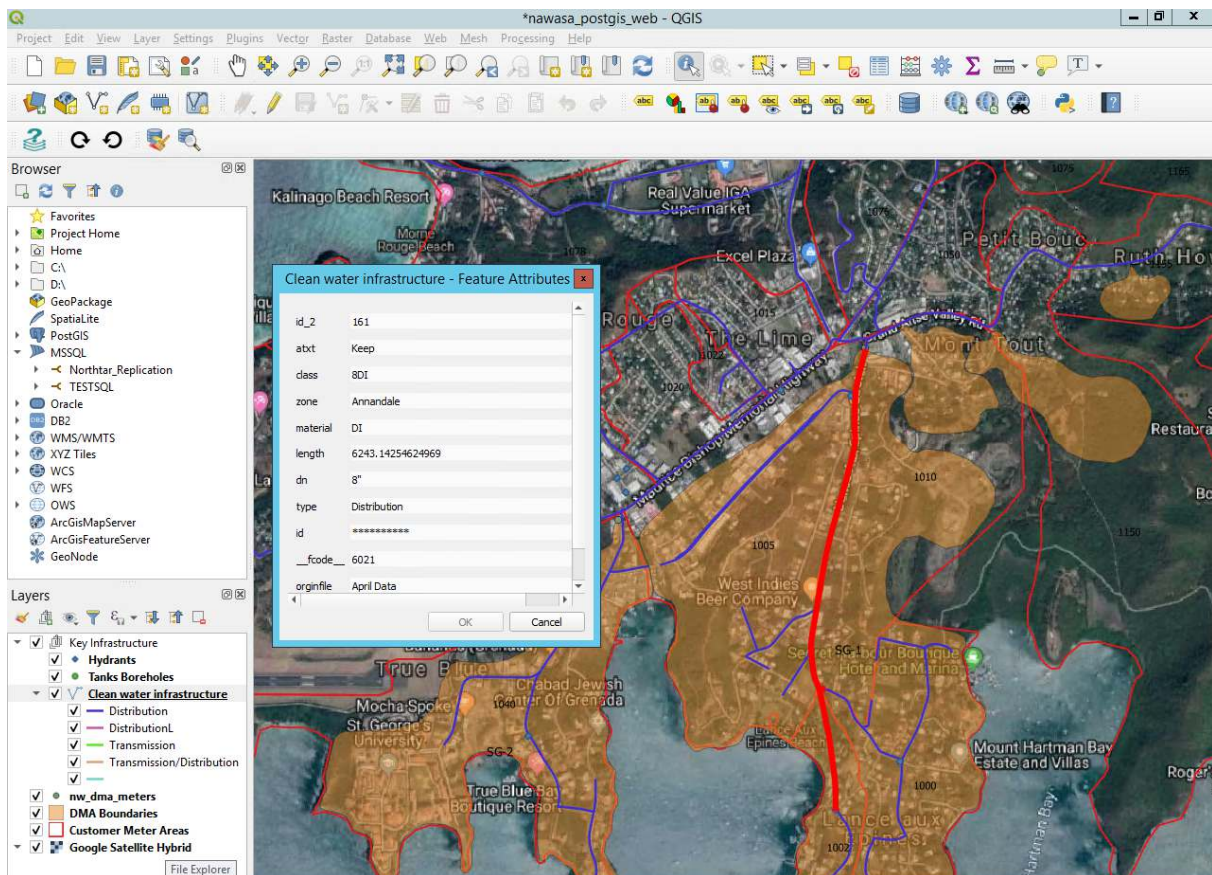 *nawasa_postgis_web - QGIS
Project Edit View Layer Settings Plugins Vector Raster Database Web Mesh Processing Help
Browser
Favorites
Project Home
Home
C:\
D:\
GeoPackage
SpatiaLite
PostGIS
MSSQL
Northtar_Replication
TESTSQL
Oracle
DB2
WMS/WMTS
XYZ Tiles
WCS
WFS
OWS
ArcGisMapServer
ArcGisFeatureServer
GeoNode
Layers
Key Infrastructure
Hydrants
Tanks Boreholes
Clean water infrastructure
Distribution
DistributionL
Transmission
Transmission/Distribution
nw_dma_meters
DMA Boundaries
Customer Meter Areas
Google Satellite Hybrid
File Explorer
Clean water infrastructure - Feature Attributes
id_2 161
atxt Keep
class 8DI
zone Annandale
material DI
length 6243.14254624969
dn 8"
type Distribution
id **********
__fcode__ 6021
orginfile April Data
OK Cancel
Kalinago Beach Resort
Morne
Rouge Beach
1078
Real Value IGA
Supermarket
Excel Plaza
1075
1075
1165
1050
Petit Bouc
Ruth Ho
Rouge
1015
The Lime
1022
1020
Grand Anse Valley Rd
Mont Tout
Maurice Bishop Memorial Highway
Restaura
1010
1005
1150
West Indies
Beer Company
SG-1
Secret Harbour Boutique
Hotel and Marina
True Blue
Chabad Jewish
Center Of Grenada
Mocha Spoke
1040
St. George's
University
SG-2
Lance Aux
Epines Beach
Mount Hartman Bay
Estate and Villas
Roger
True Blue Bay
Boutique Resort
1000
Lance aux
Epines
1002
Hartman Bay